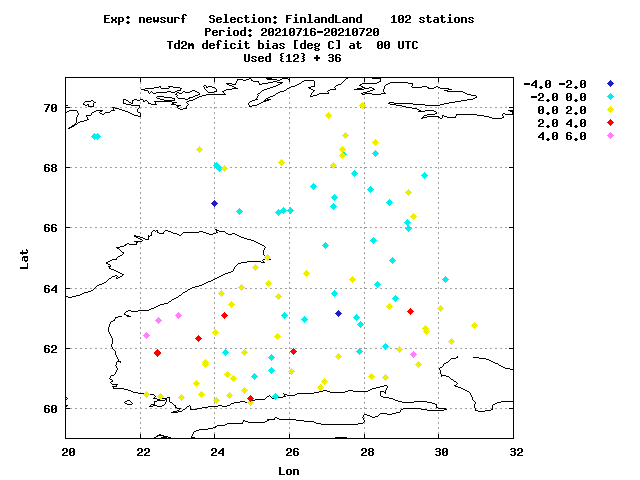 Exp: newsurf   Selection: FinlandLand    102 stations
Period: 20210716-20210720
Td2m deficit bias [deg C] at  00 UTC
Used {12} + 36
-4.0 -2.0
-2.0 0.0
0.0 2.0
2.0 4.0
4.0 6.0
70
68
66
64
62
60
Lat
20 22 24 26 28 30 32
Lon